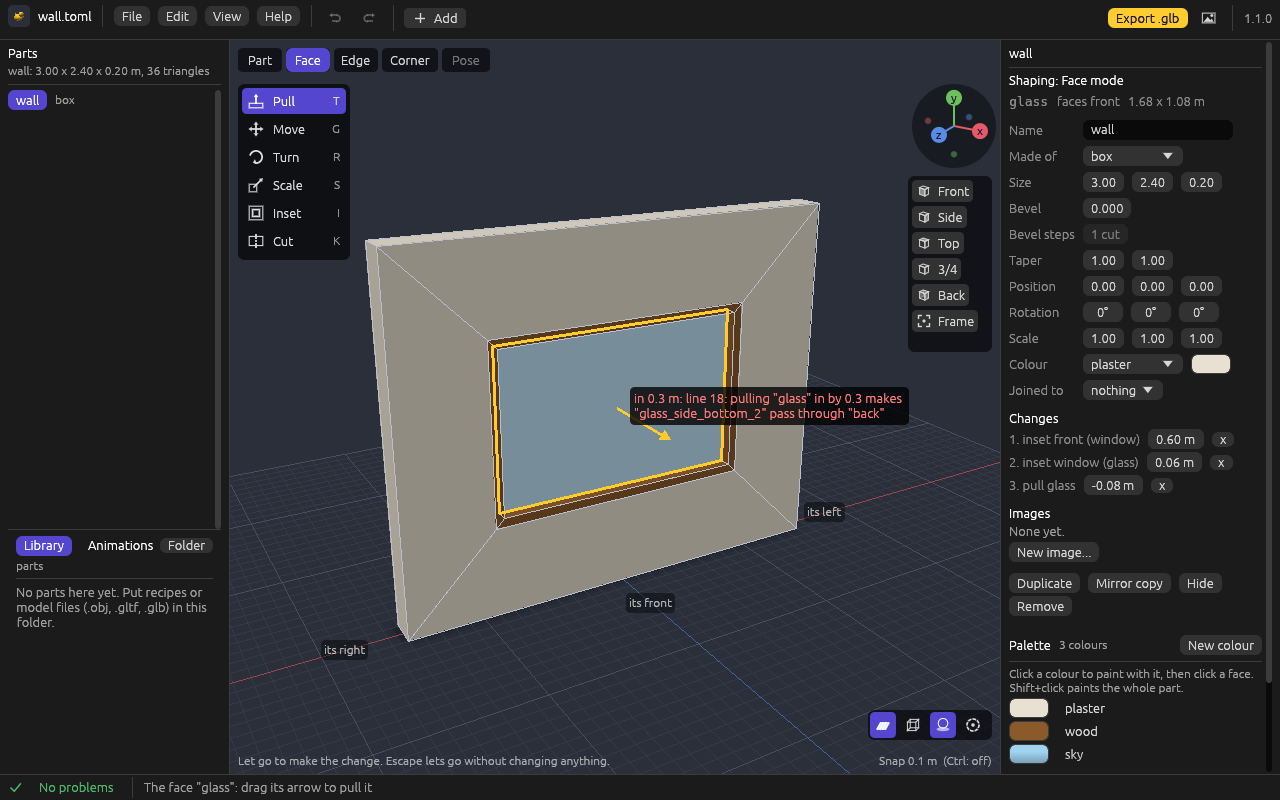 wall.toml File Edit View Help + Add Export .glb 1.1.0
Parts
wall: 3.00 x 2.40 x 0.20 m, 36 triangles
wall box
Library Animations Folder
parts
No parts here yet. Put recipes or
model files (.obj, .gltf, .glb) in this
folder.
Part Face Edge Corner Pose
Pull T
Move G
Turn R
Scale S
Inset I
Cut K
y
x
z
Front
Side
Top
3/4
Back
Frame
in 0.3 m: line 18: pulling "glass" in by 0.3 makes
"glass_side_bottom_2" pass through "back"
its left
its front
its right
Let go to make the change. Escape lets go without changing anything.
Snap 0.1 m (Ctrl: off)
wall
Shaping: Face mode
glass faces front 1.68 x 1.08 m
Name wall
Made of box
Size 3.00 2.40 0.20
Bevel 0.000
Bevel steps 1 cut
Taper 1.00 1.00
Position 0.00 0.00 0.00
Rotation 0° 0° 0°
Scale 1.00 1.00 1.00
Colour plaster
Joined to nothing
Changes
1. inset front (window) 0.60 m x
2. inset window (glass) 0.06 m x
3. pull glass -0.08 m x
Images
None yet.
New image...
Duplicate Mirror copy Hide
Remove
Palette 3 colours New colour
Click a colour to paint with it, then click a face.
Shift+click paints the whole part.
plaster
wood
sky
No problems The face "glass": drag its arrow to pull it